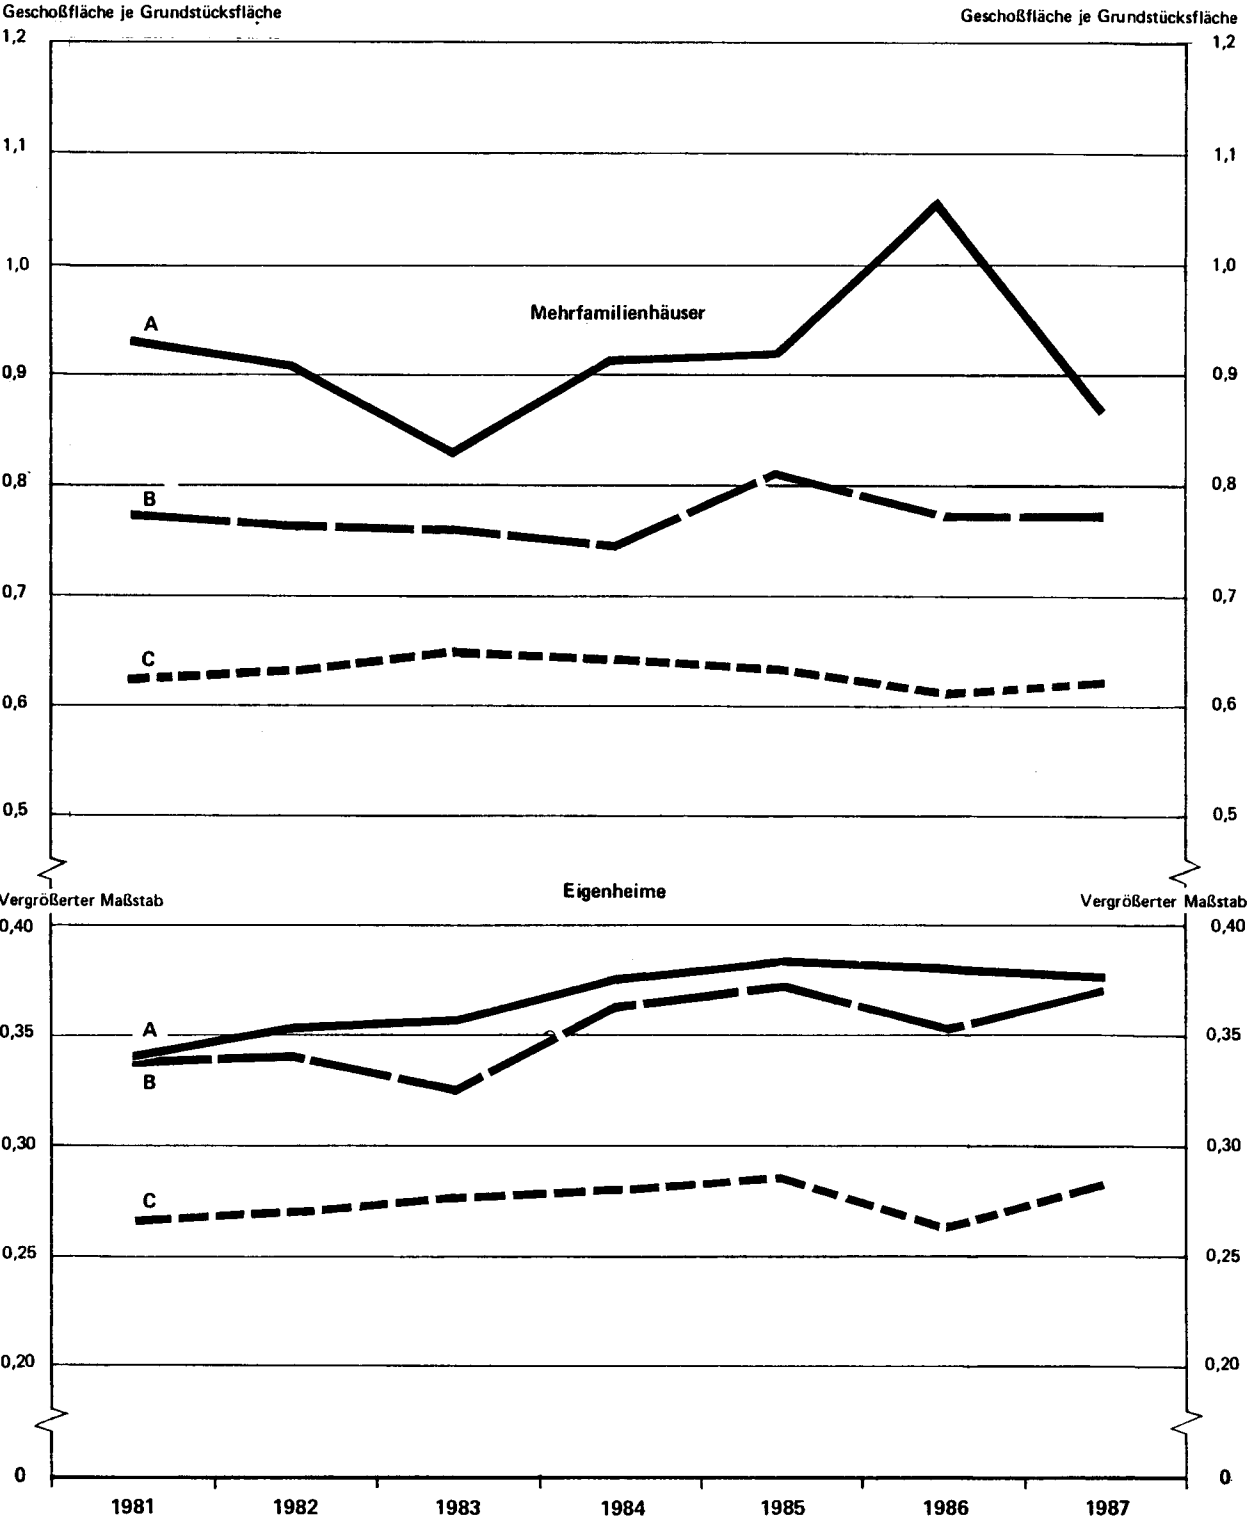 Geschoßfläche je Grundstücksfläche Geschoßfläche je Grundstücksfläche
1,2 1,2
1,1 1,1
1,0 1,0
Mehrfamilienhäuser
A
0,9 0,9
0,8 0,8
B
0,7 0,7
C
0,6 0,6
0,5 0,5
Eigenheime
Vergrößerter Maßstab Vergrößerter Maßstab
0,40 0,40
A
0,35 0,35
B
0,30 0,30
C
0,25 0,25
0,20 0,20
0 0
1981 1982 1983 1984 1985 1986 1987